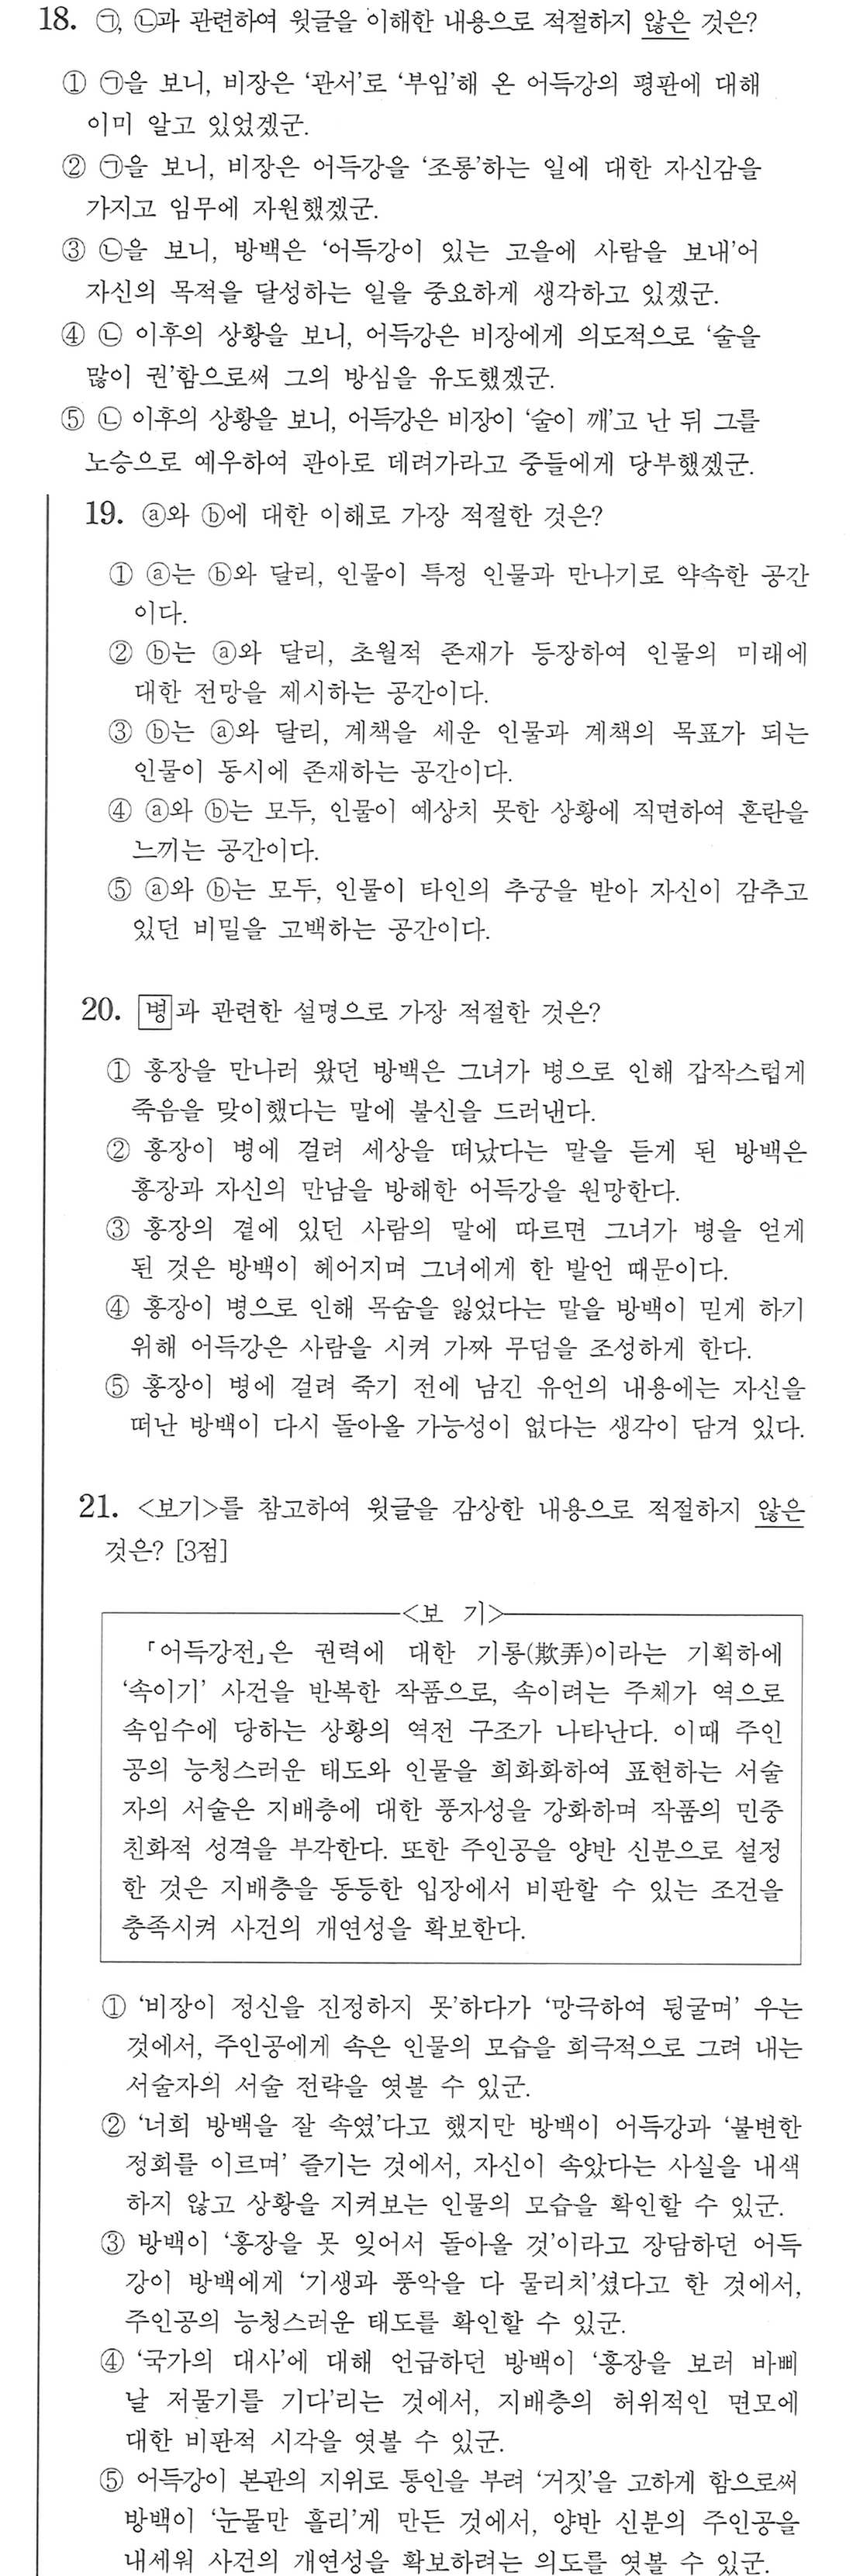 18. ㉠, ㉡과 관련하여 윗글을 이해한 내용으로 적절하지 않은 것은?
① ㉠을 보니, 비장은 '관서'로 '부임'해 온 어득강의 평판에 대해
이미 알고 있었겠군.
② ㉠을 보니, 비장은 어득강을 '조롱'하는 일에 대한 자신감을
가지고 임무에 자원했겠군.
③ ㉡을 보니, 방백은 '어득강이 있는 고을에 사람을 보내'어
자신의 목적을 달성하는 일을 중요하게 생각하고 있겠군.
④ ㉡ 이후의 상황을 보니, 어득강은 비장에게 의도적으로 '술을
많이 권'함으로써 그의 방심을 유도했겠군.
⑤ ㉡ 이후의 상황을 보니, 어득강은 비장이 '술이 깨'고 난 뒤 그를
노승으로 예우하여 관아로 데려가라고 중들에게 당부했겠군.
19. ⓐ와 ⓑ에 대한 이해로 가장 적절한 것은?
① ⓐ는 ⓑ와 달리, 인물이 특정 인물과 만나기로 약속한 공간
이다.
② ⓑ는 ⓐ와 달리, 초월적 존재가 등장하여 인물의 미래에
대한 전망을 제시하는 공간이다.
③ ⓑ는 ⓐ와 달리, 계책을 세운 인물과 계책의 목표가 되는
인물이 동시에 존재하는 공간이다.
④ ⓐ와 ⓑ는 모두, 인물이 예상치 못한 상황에 직면하여 혼란을
느끼는 공간이다.
⑤ ⓐ와 ⓑ는 모두, 인물이 타인의 추궁을 받아 자신이 감추고
있던 비밀을 고백하는 공간이다.
20. 병과 관련한 설명으로 가장 적절한 것은?
① 홍장을 만나러 왔던 방백은 그녀가 병으로 인해 갑작스럽게
죽음을 맞이했다는 말에 불신을 드러낸다.
② 홍장이 병에 걸려 세상을 떠났다는 말을 듣게 된 방백은
홍장과 자신의 만남을 방해한 어득강을 원망한다.
③ 홍장의 곁에 있던 사람의 말에 따르면 그녀가 병을 얻게
된 것은 방백이 헤어지며 그녀에게 한 발언 때문이다.
④ 홍장이 병으로 인해 목숨을 잃었다는 말을 방백이 믿게 하기
위해 어득강은 사람을 시켜 가짜 무덤을 조성하게 한다.
⑤ 홍장이 병에 걸려 죽기 전에 남긴 유언의 내용에는 자신을
떠난 방백이 다시 돌아올 가능성이 없다는 생각이 담겨 있다.
21. <보기>를 참고하여 윗글을 감상한 내용으로 적절하지 않은
것은? [3점]
<보 기>
「어득강전」은 권력에 대한 기롱(欺弄)이라는 기획하에
'속이기' 사건을 반복한 작품으로, 속이려는 주체가 역으로
속임수에 당하는 상황의 역전 구조가 나타난다. 이때 주인
공의 능청스러운 태도와 인물을 희화화하여 표현하는 서술
자의 서술은 지배층에 대한 풍자성을 강화하며 작품의 민중
친화적 성격을 부각한다. 또한 주인공을 양반 신분으로 설정
한 것은 지배층을 동등한 입장에서 비판할 수 있는 조건을
충족시켜 사건의 개연성을 확보한다.
① '비장이 정신을 진정하지 못'하다가 '망극하여 뒹굴며' 우는
것에서, 주인공에게 속은 인물의 모습을 희극적으로 그려 내는
서술자의 서술 전략을 엿볼 수 있군.
② '너희 방백을 잘 속였'다고 했지만 방백이 어득강과 '불변한
정회를 이르며' 즐기는 것에서, 자신이 속았다는 사실을 내색
하지 않고 상황을 지켜보는 인물의 모습을 확인할 수 있군.
③ 방백이 '홍장을 못 잊어서 돌아올 것'이라고 장담하던 어득
강이 방백에게 '기생과 풍악을 다 물리치'셨다고 한 것에서,
주인공의 능청스러운 태도를 확인할 수 있군.
④ '국가의 대사'에 대해 언급하던 방백이 '홍장을 보러 바삐
날 저물기를 기다'리는 것에서, 지배층의 허위적인 면모에
대한 비판적 시각을 엿볼 수 있군.
⑤ 어득강이 본관의 지위로 통인을 부려 '거짓'을 고하게 함으로써
방백이 '눈물만 흘리'게 만든 것에서, 양반 신분의 주인공을
내세워 사건의 개연성을 확보하려는 의도를 엿볼 수 있군.